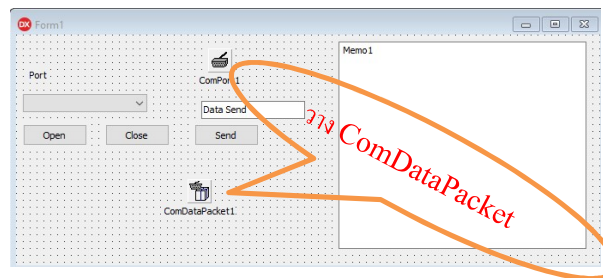 DX Form1
Memo1
Port
ComPort1
Data Send
Open Close Send
วาง ComDataPacket
ComDataPacket1